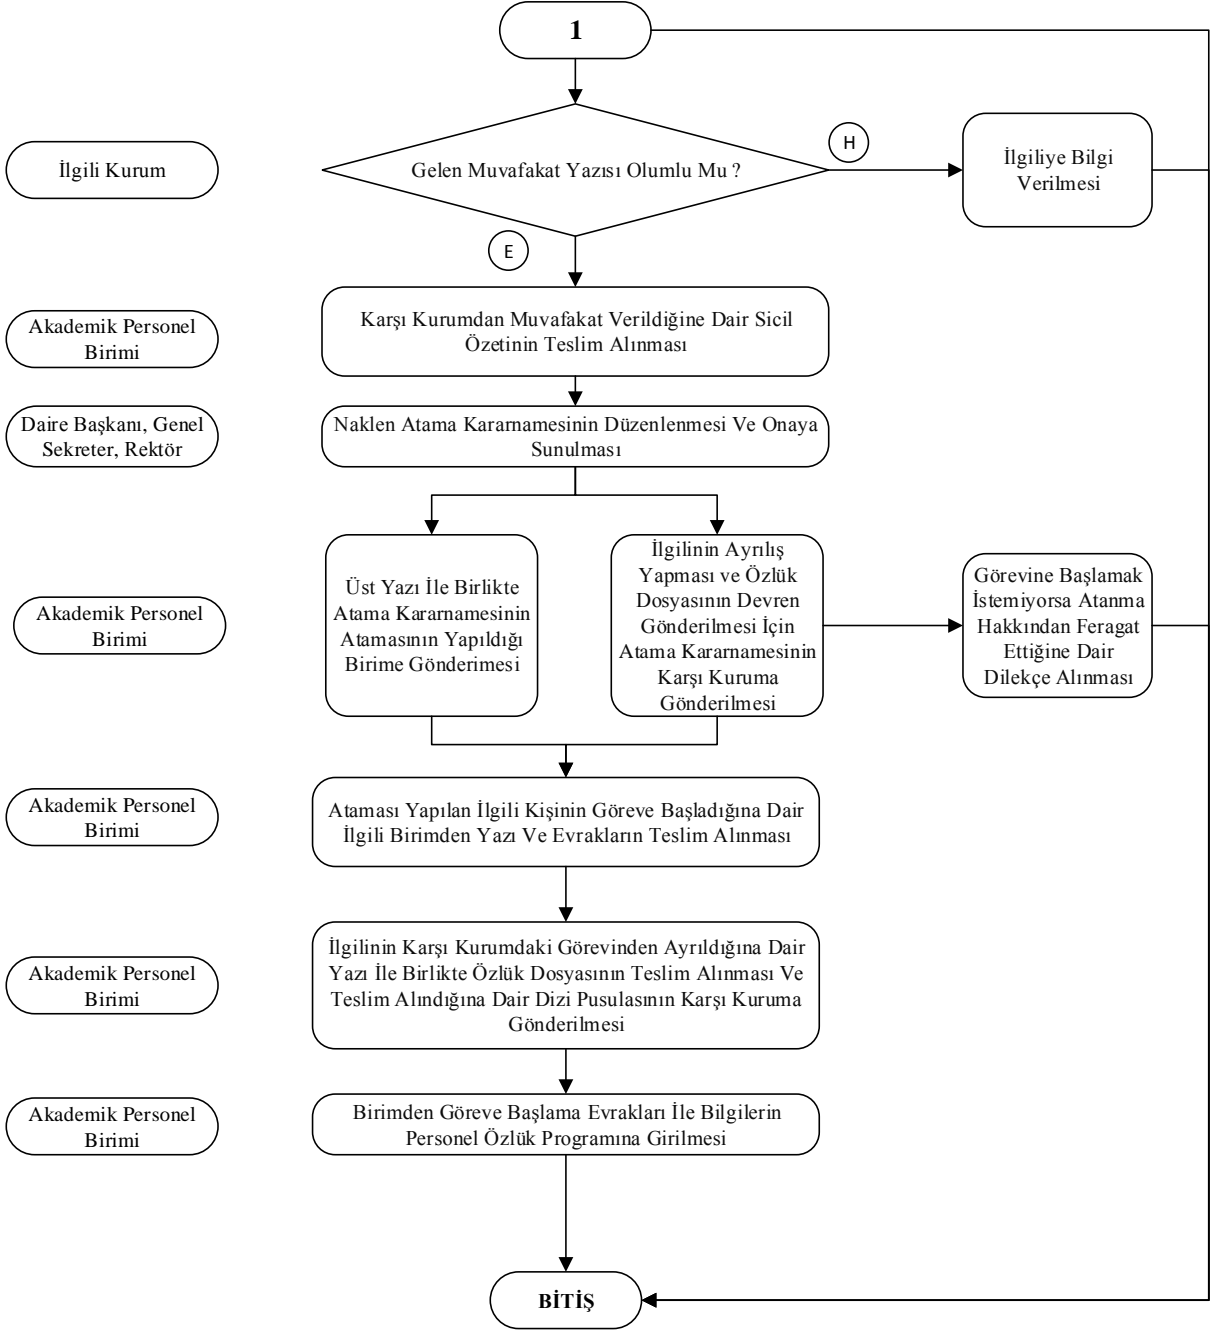 1
İlgili Kurum
Gelen Muvafakat Yazısı Olumlu Mu ?
H
İlgiliye Bilgi
Verilmesi
E
Akademik Personel
Birimi
Karşı Kurumdan Muvafakat Verildiğine Dair Sicil
Özetinin Teslim Alınması
Daire Başkanı, Genel
Sekreter, Rektör
Naklen Atama Kararnamesinin Düzenlenmesi Ve Onaya
Sunulması
Akademik Personel
Birimi
Üst Yazı İle Birlikte
Atama Kararnamesinin
Atamasının Yapıldığı
Birime Gönderimesi
İlgilinin Ayrılış
Yapması ve Özlük
Dosyasının Devren
Gönderilmesi İçin
Atama Kararnamesinin
Karşı Kuruma
Gönderilmesi
Görevine Başlamak
İstemiyorsa Atanma
Hakkından Feragat
Ettiğine Dair
Dilekçe Alınması
Akademik Personel
Birimi
Ataması Yapılan İlgili Kişinin Göreve Başladığına Dair
İlgili Birimden Yazı Ve Evrakların Teslim Alınması
Akademik Personel
Birimi
İlgilinin Karşı Kurumdaki Görevinden Ayrıldığına Dair
Yazı İle Birlikte Özlük Dosyasının Teslim Alınması Ve
Teslim Alındığına Dair Dizi Pusulasının Karşı Kuruma
Gönderilmesi
Akademik Personel
Birimi
Birimden Göreve Başlama Evrakları İle Bilgilerin
Personel Özlük Programına Girilmesi
BİTİŞ